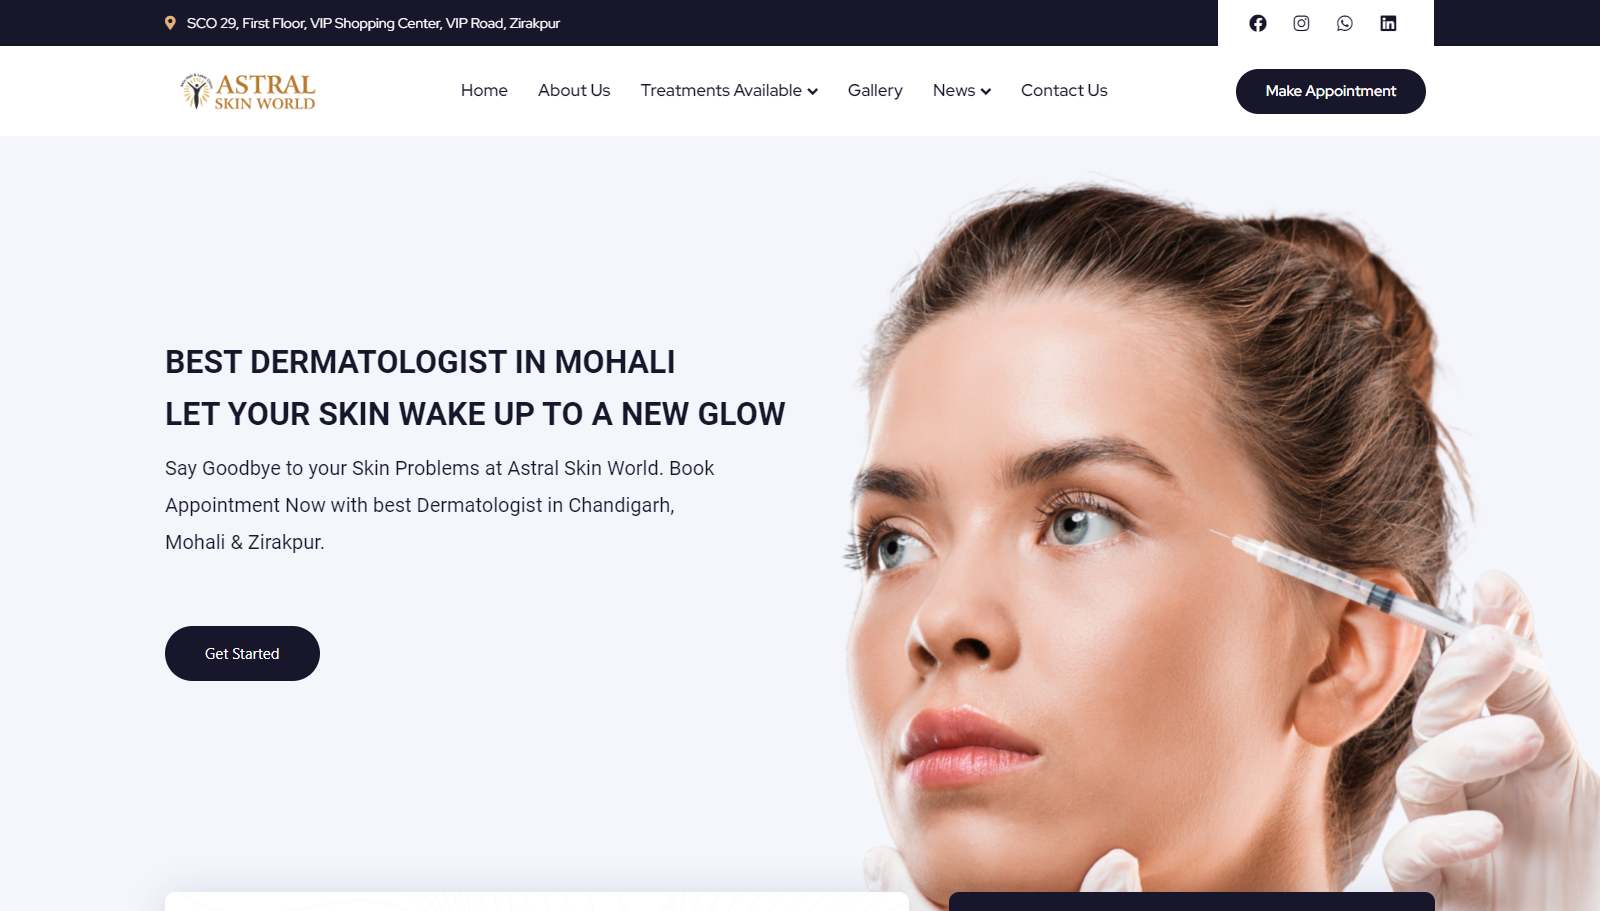 SCO 29, First Floor, VIP Shopping Center, VIP Road, Zirakpur
ASTRAL
SKIN WORLD
Home
About Us
Treatments Available
Gallery
News
Contact Us
Make Appointment
BEST DERMATOLOGIST IN MOHALI
LET YOUR SKIN WAKE UP TO A NEW GLOW
Say Goodbye to your Skin Problems at Astral Skin World. Book
Appointment Now with best Dermatologist in Chandigarh,
Mohali & Zirakpur.
Get Started